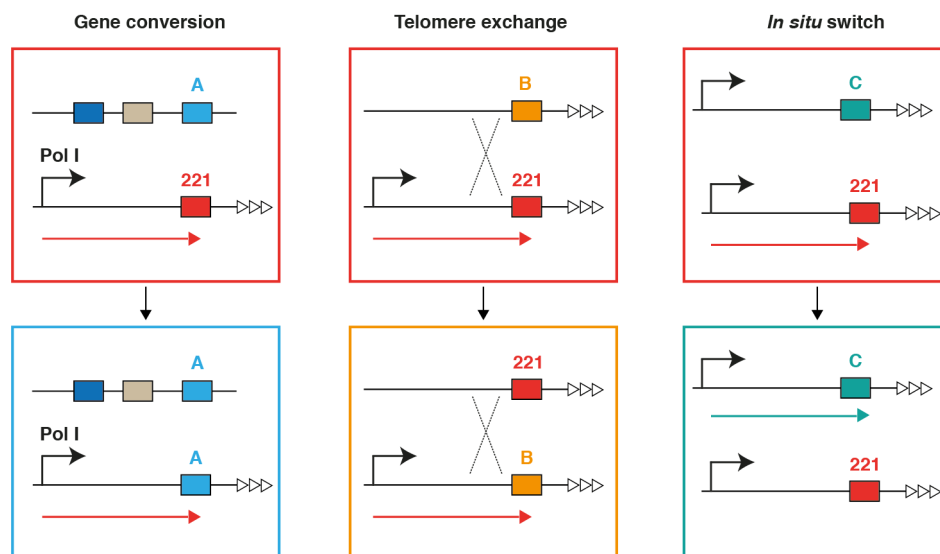 Gene conversion
Telomere exchange
In situ switch
A
Pol I
221
B
221
C
221
A
Pol I
A
221
B
C
221